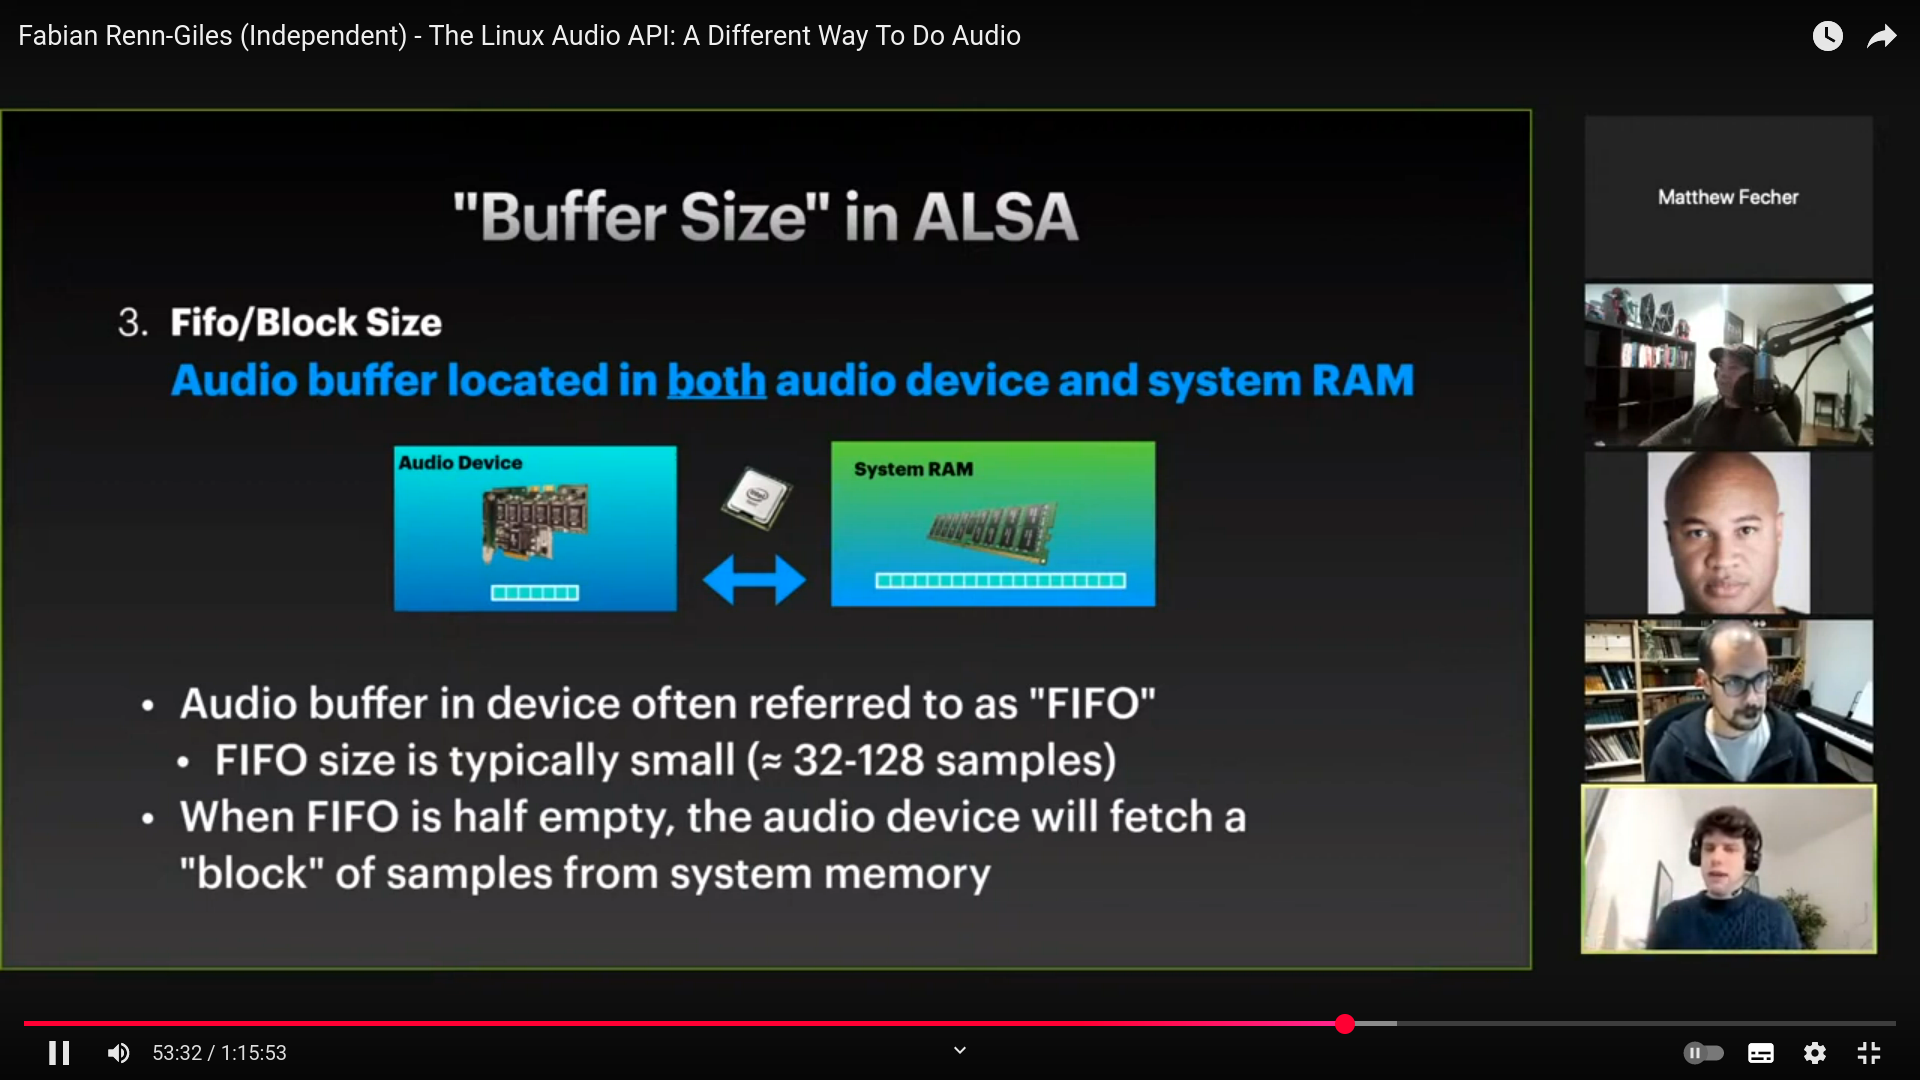 Fabian Renn-Giles (Independent) - The Linux Audio API: A Different Way To Do Audio
"Buffer Size" in ALSA
3. Fifo/Block Size
Audio buffer located in both audio device and system RAM
Audio Device
System RAM
• Audio buffer in device often referred to as "FIFO"
• FIFO size is typically small (≈ 32-128 samples)
• When FIFO is half empty, the audio device will fetch a
"block" of samples from system memory
Matthew Fecher
53:32 / 1:15:53